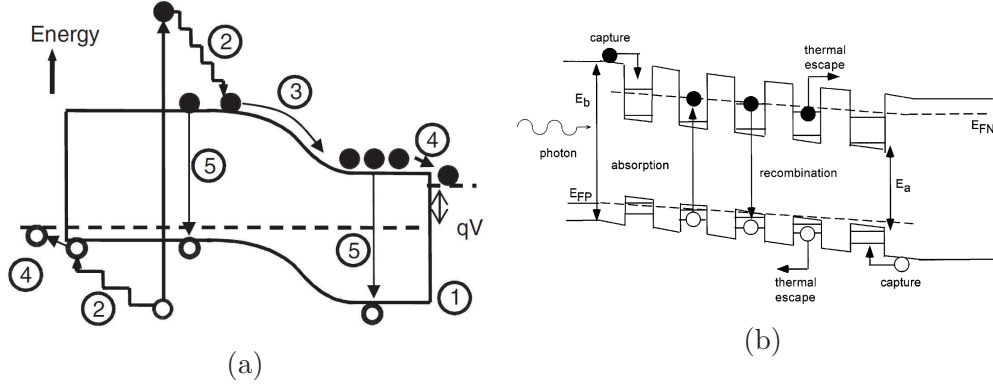 Energy
2
3
4
5
qV
5
4
2
1
(a)
capture
thermal
escape
E_b
E_FN
photon
absorption
recombination
E_a
E_FP
thermal
escape
capture
(b)